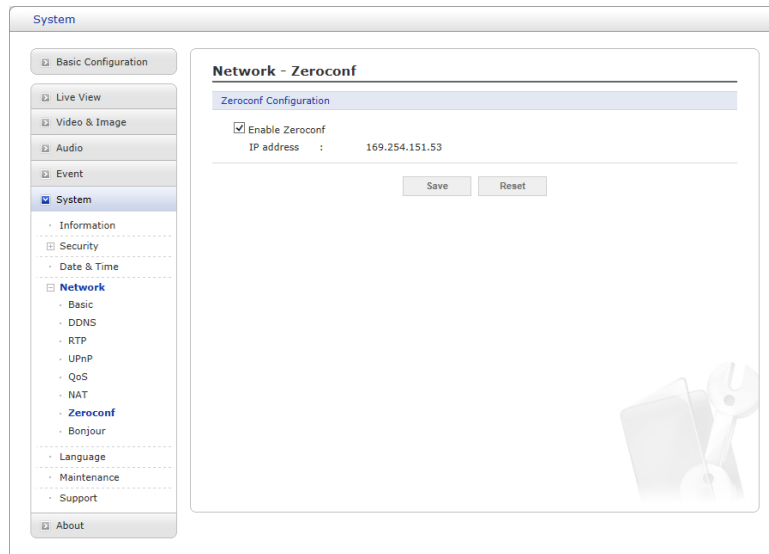 System
Basic Configuration
Live View
Video & Image
Audio
Event
System
Information
Security
Date & Time
Network
Basic
DDNS
RTP
UPnP
QoS
NAT
Zeroconf
Bonjour
Language
Maintenance
Support
About
Network - Zeroconf
Zeroconf Configuration
Enable Zeroconf
IP address : 169.254.151.53
Save Reset